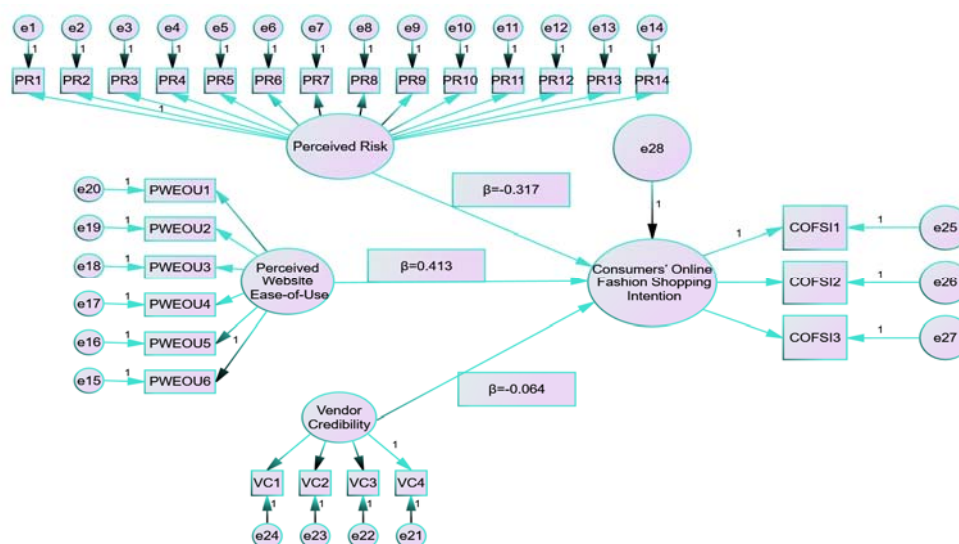 e1 e2 e3 e4 e5 e6 e7 e8 e9 e10 e11 e12 e13 e14
1 1 1 1 1 1 1 1 1 1 1 1 1 1
PR1 PR2 PR3 PR4 PR5 PR6 PR7 PR8 PR9 PR10 PR11 PR12 PR13 PR14
1
Perceived Risk
e28
1
β=-0.317
e20 1 PWEOU1
e19 1 PWEOU2
e18 1 PWEOU3
e17 1 PWEOU4
e16 1 PWEOU5
1
e15 1 PWEOU6
Perceived
Website
Ease-of-Use
β=0.413
Consumers' Online
Fashion Shopping
Intention
1
COFSI1 1 e25
COFSI2 1 e26
COFSI3 1 e27
β=-0.064
Vendor
Credibility
1
VC1 VC2 VC3 VC4
1 1 1 1
e24 e23 e22 e21